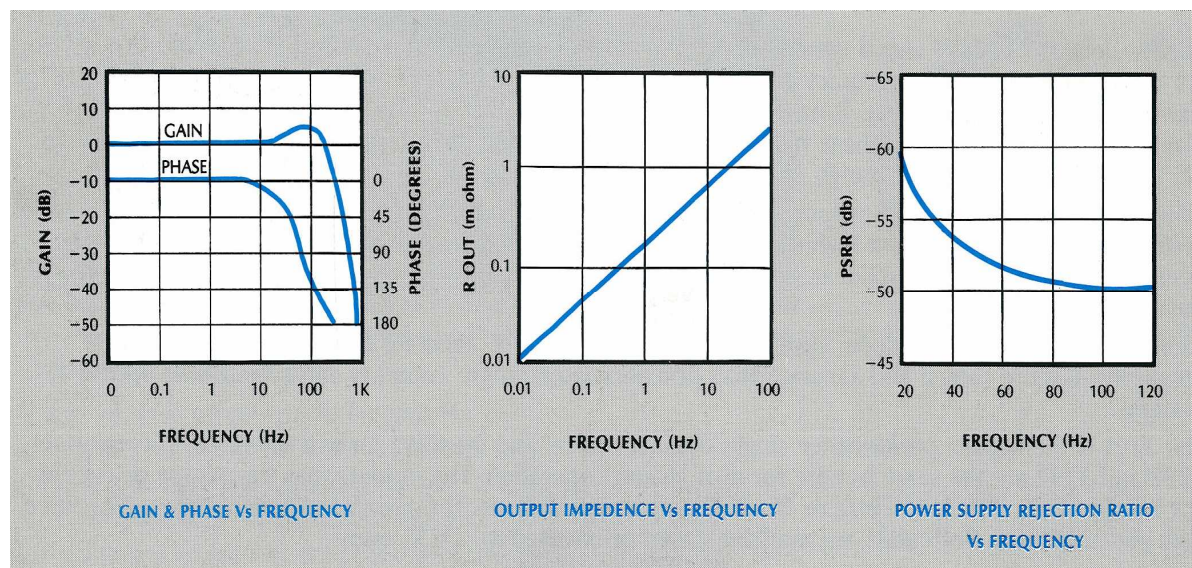 20
10
0
−10
−20
−30
−40
−50
−60
GAIN (dB)
GAIN
PHASE
0
45
90
135
180
PHASE (DEGREES)
0 0.1 1 10 100 1K
FREQUENCY (Hz)
GAIN & PHASE Vs FREQUENCY
10
1
0.1
0.01
R OUT (m ohm)
0.01 0.1 1 10 100
FREQUENCY (Hz)
OUTPUT IMPEDENCE Vs FREQUENCY
−65
−60
−55
−50
−45
PSRR (db)
20 40 60 80 100 120
FREQUENCY (Hz)
POWER SUPPLY REJECTION RATIO
Vs FREQUENCY